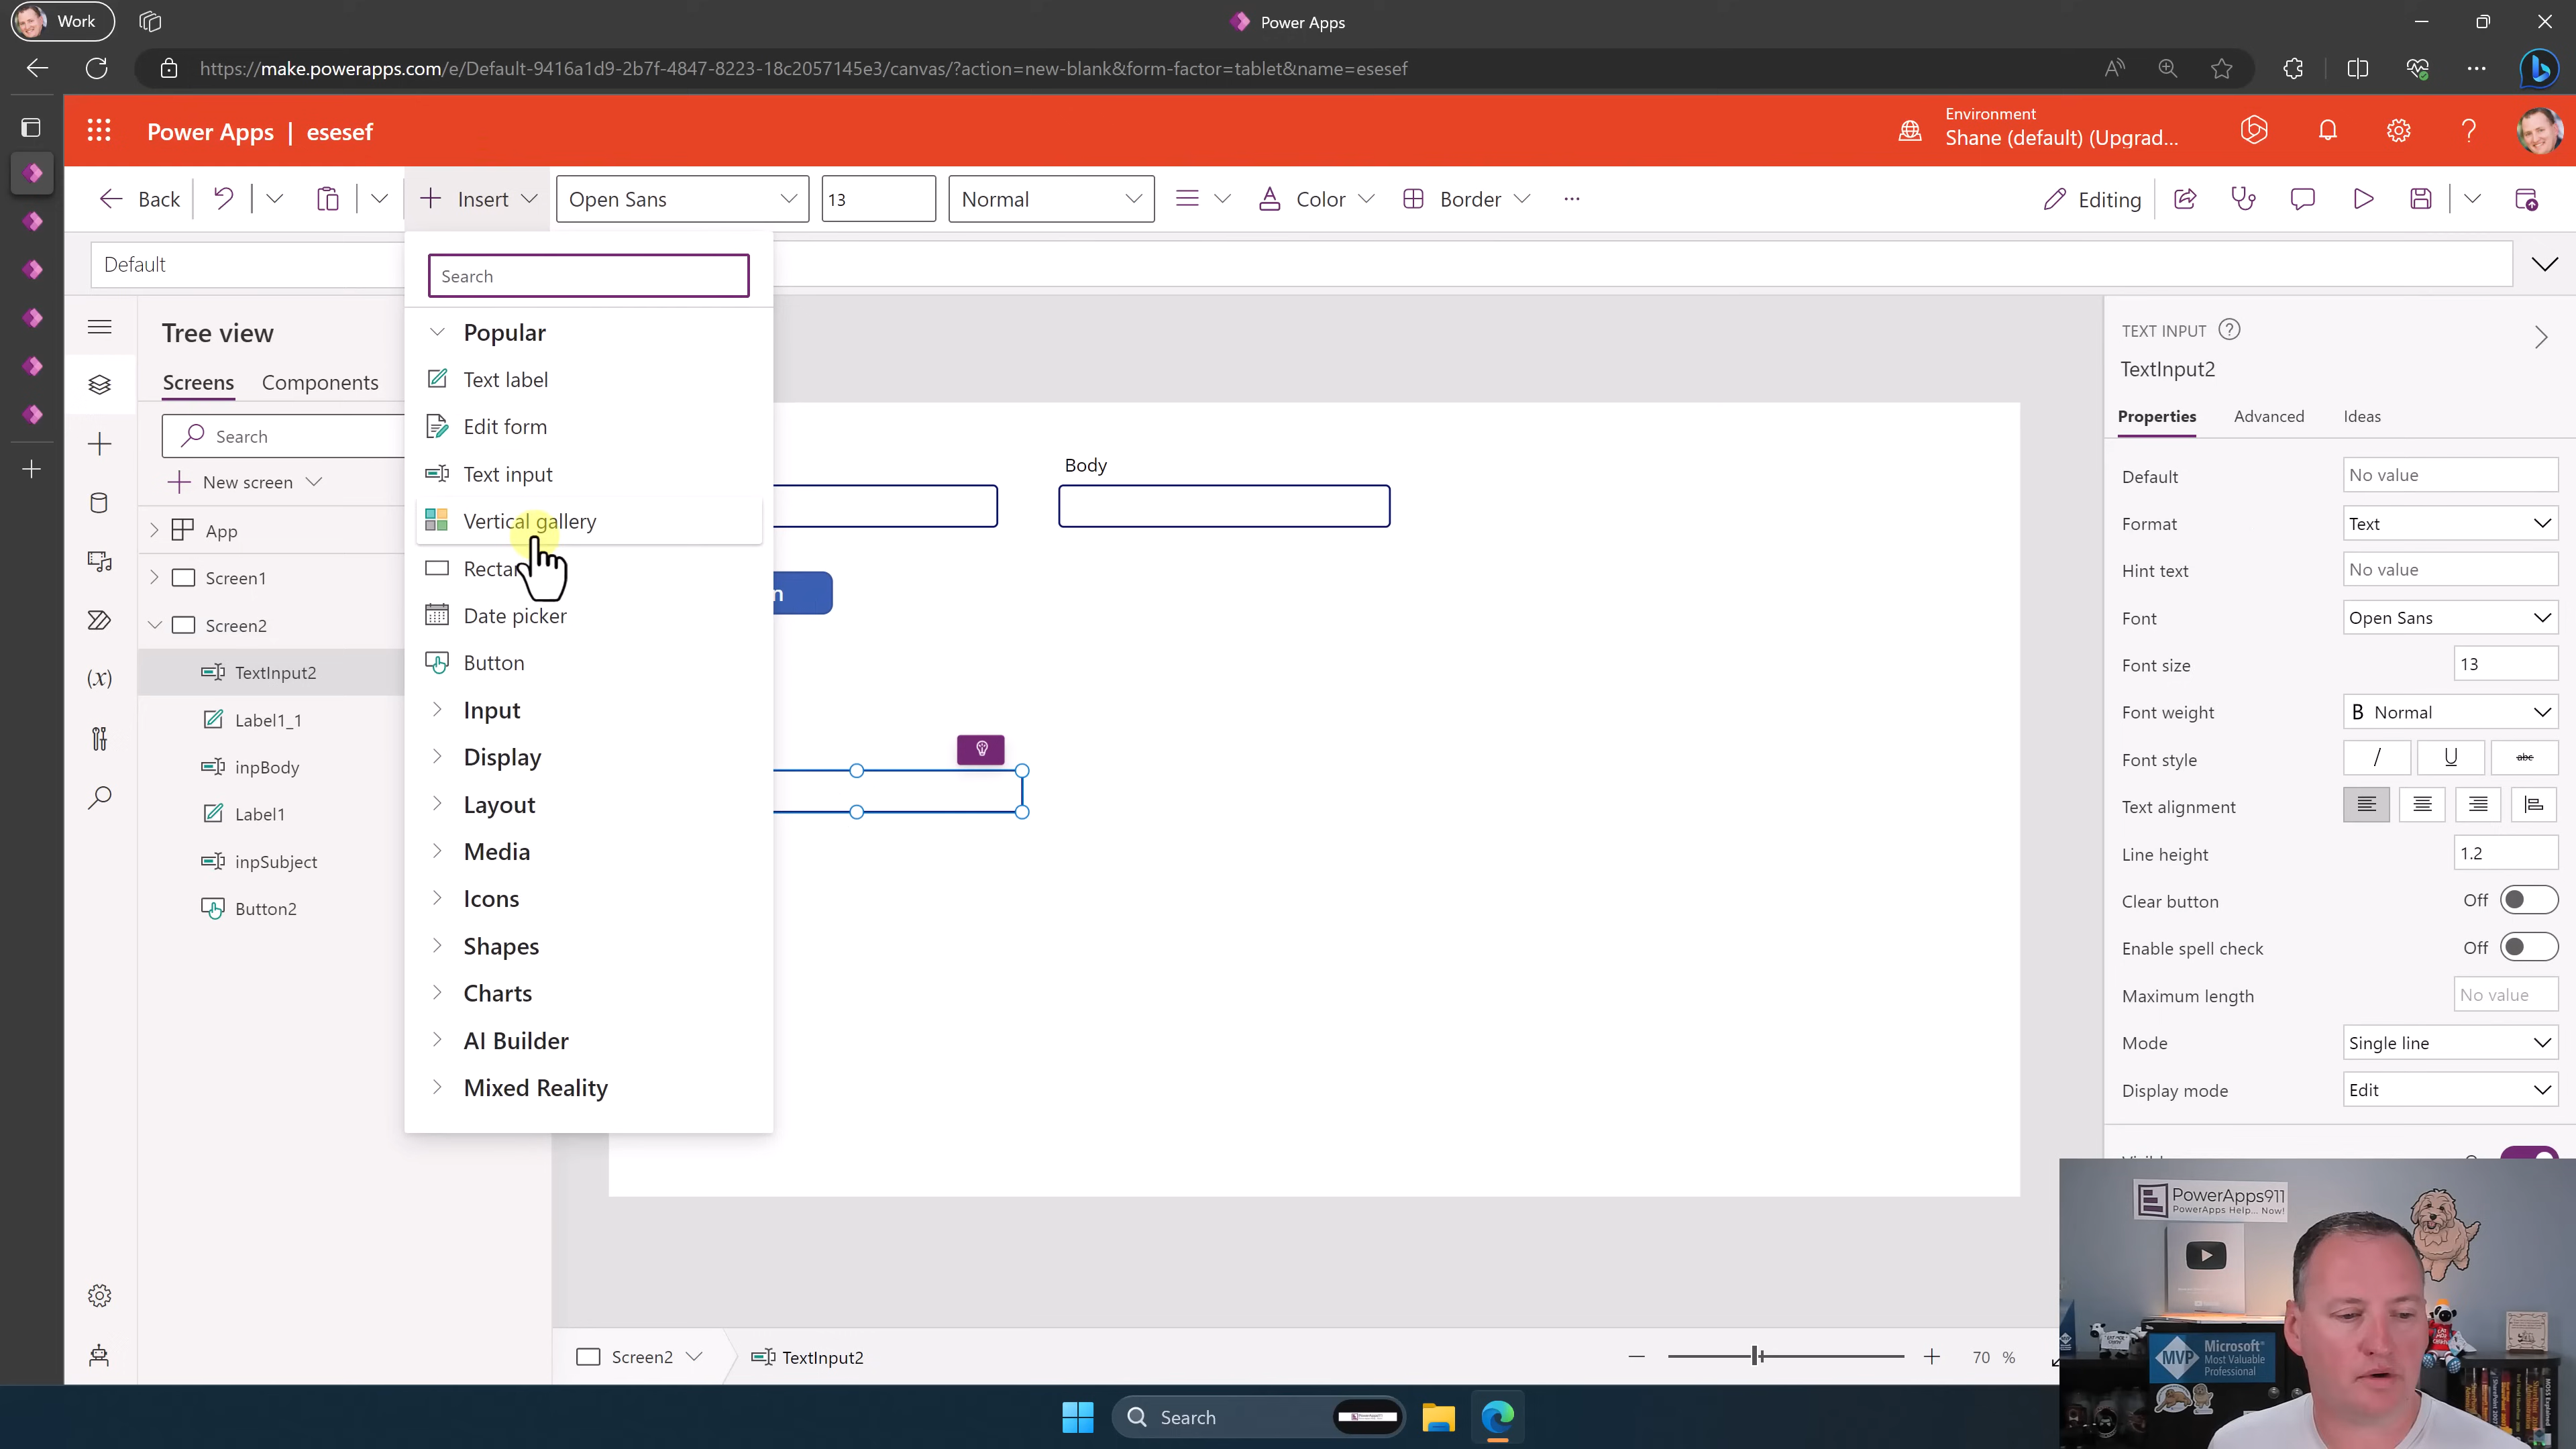 Work
Power Apps
https://make.powerapps.com/e/Default-9416a1d9-2b7f-4847-8223-18c2057145e3/canvas/?action=new-blank&form-factor=tablet&name=esesef
Power Apps | esesef
Environment
Shane (default) (Upgrad...
Back
Insert
Open Sans
13
Normal
Color
Border
Editing
Default
Search
Tree view
Screens
Components
Search
New screen
App
Screen1
Screen2
TextInput2
Label1_1
inpBody
Label1
inpSubject
Button2
Popular
Text label
Edit form
Text input
Vertical gallery
Date picker
Button
Input
Display
Layout
Media
Icons
Shapes
Charts
AI Builder
Mixed Reality
Body
TEXT INPUT
TextInput2
Properties
Advanced
Ideas
Default
No value
Format
Text
Hint text
No value
Font
Open Sans
Font size
13
Font weight
B Normal
Font style
/ U abc
Text alignment
Line height
1.2
Clear button
Off
Enable spell check
Off
Maximum length
No value
Mode
Single line
Display mode
Edit
Screen2
TextInput2
70 %
PowerApps911
PowerApps Help... Now!
MVP
Microsoft
Most Valuable
Professional
Search